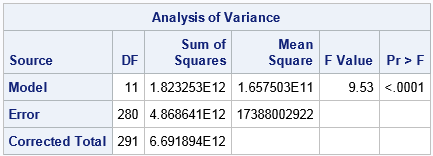 Analysis of Variance
Source DF Sum of Squares Mean Square F Value Pr > F
Model 11 1.823253E12 1.657503E11 9.53 <.0001
Error 280 4.868641E12 17388002922
Corrected Total 291 6.691894E12